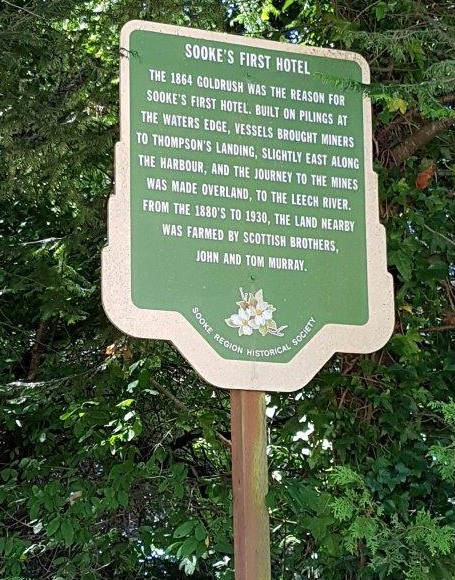 SOOKE'S FIRST HOTEL
THE 1864 GOLDRUSH WAS THE REASON FOR
SOOKE'S FIRST HOTEL. BUILT ON PILINGS AT
THE WATERS EDGE, VESSELS BROUGHT MINERS
TO THOMPSON'S LANDING, SLIGHTLY EAST ALONG
THE HARBOUR, AND THE JOURNEY TO THE MINES
WAS MADE OVERLAND, TO THE LEECH RIVER.
FROM THE 1880'S TO 1930, THE LAND NEARBY
WAS FARMED BY SCOTTISH BROTHERS,
JOHN AND TOM MURRAY.
SOOKE REGION HISTORICAL SOCIETY